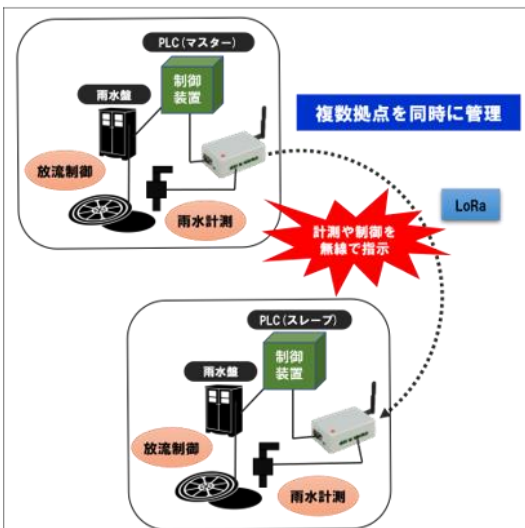 PLC(マスター)
制御
装置
雨水盤
複数拠点を同時に管理
放流制御
雨水計測
LoRa
計測や制御を
無線で指示
PLC(スレーブ)
制御
装置
雨水盤
放流制御
雨水計測